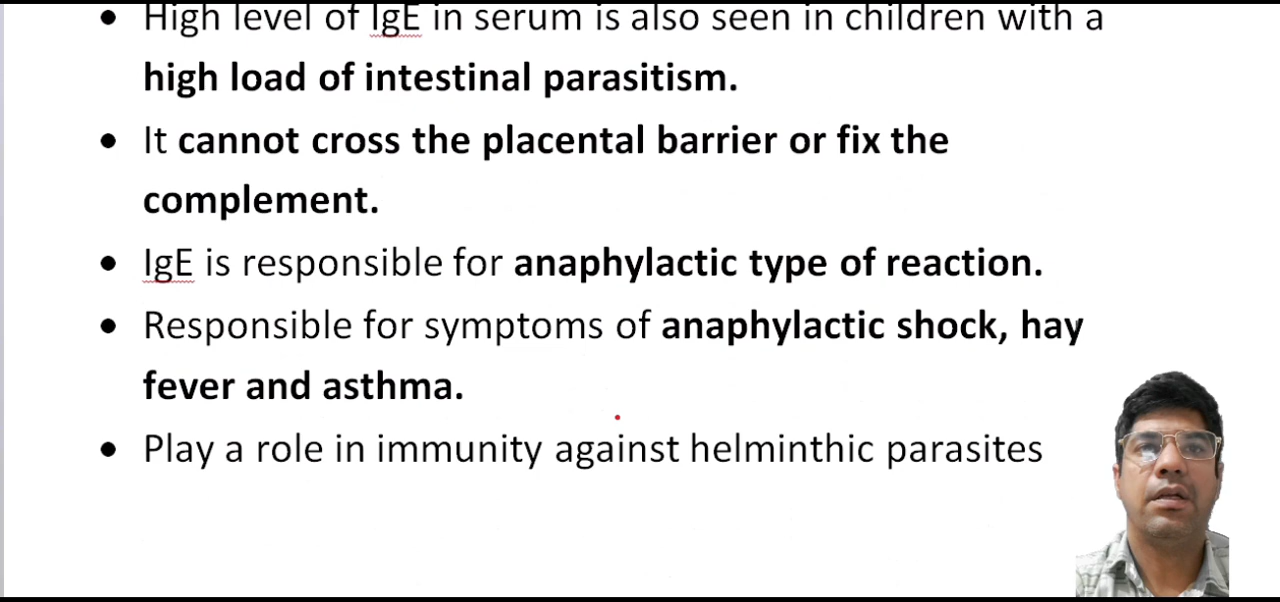 • High level of IgE in serum is also seen in children with a
high load of intestinal parasitism.
• It cannot cross the placental barrier or fix the
complement.
• IgE is responsible for anaphylactic type of reaction.
• Responsible for symptoms of anaphylactic shock, hay
fever and asthma.
• Play a role in immunity against helminthic parasites